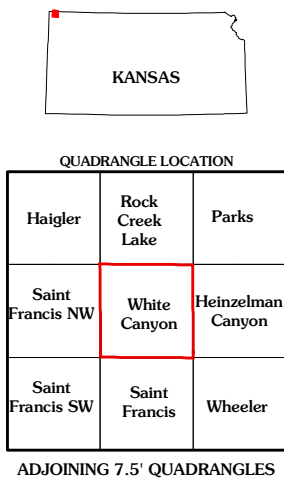 KANSAS
QUADRANGLE LOCATION
Haigler
Rock
Creek
Lake
Parks
Saint
Francis NW
White
Canyon
Heinzelman
Canyon
Saint
Francis SW
Saint
Francis
Wheeler
ADJOINING 7.5' QUADRANGLES